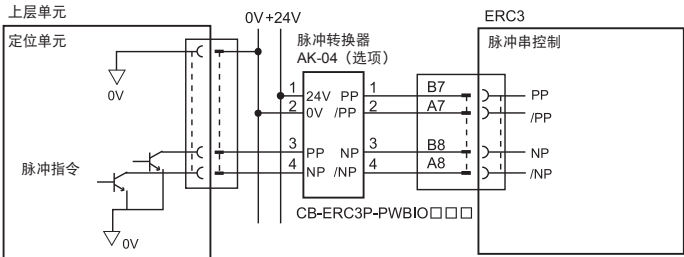 上层单元
定位单元
0V
脉冲指令
0V
0V+24V
脉冲转换器
AK-04（选项）
1 24V PP 1
2 0V /PP 2
3 PP NP 3
4 NP /NP 4
CB-ERC3P-PWBIO□□□
B7
A7
B8
A8
ERC3
脉冲串控制
PP
/PP
NP
/NP